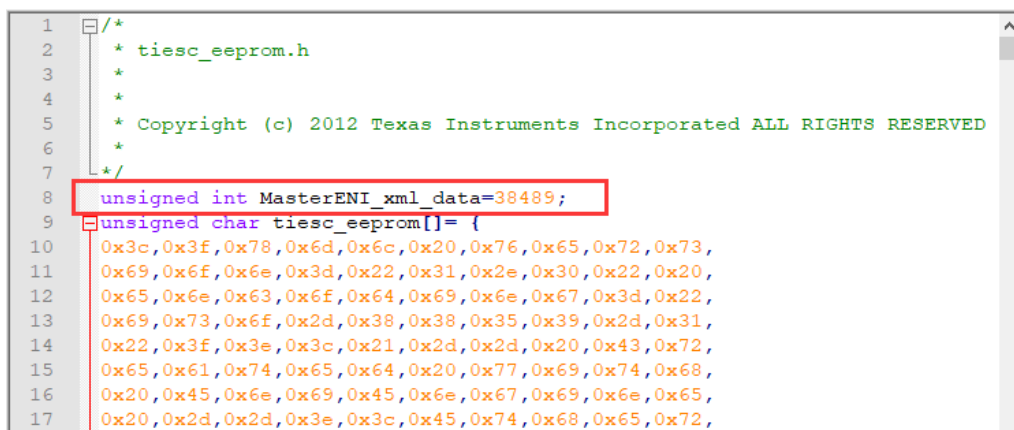 1 /*
2 * tiesc_eeprom.h
3 *
4 *
5 * Copyright (c) 2012 Texas Instruments Incorporated ALL RIGHTS RESERVED
6 *
7 */
8 unsigned int MasterENI_xml_data=38489;
9 unsigned char tiesc_eeprom[]= {
10 0x3c,0x3f,0x78,0x6d,0x6c,0x20,0x76,0x65,0x72,0x73,
11 0x69,0x6f,0x6e,0x3d,0x22,0x31,0x2e,0x30,0x22,0x20,
12 0x65,0x6e,0x63,0x6f,0x64,0x69,0x6e,0x67,0x3d,0x22,
13 0x69,0x73,0x6f,0x2d,0x38,0x38,0x35,0x39,0x2d,0x31,
14 0x22,0x3f,0x3e,0x3c,0x21,0x2d,0x2d,0x20,0x43,0x72,
15 0x65,0x61,0x74,0x65,0x64,0x20,0x77,0x69,0x74,0x68,
16 0x20,0x45,0x6e,0x69,0x45,0x6e,0x67,0x69,0x6e,0x65,
17 0x20,0x2d,0x2d,0x3e,0x3c,0x45,0x74,0x68,0x65,0x72,